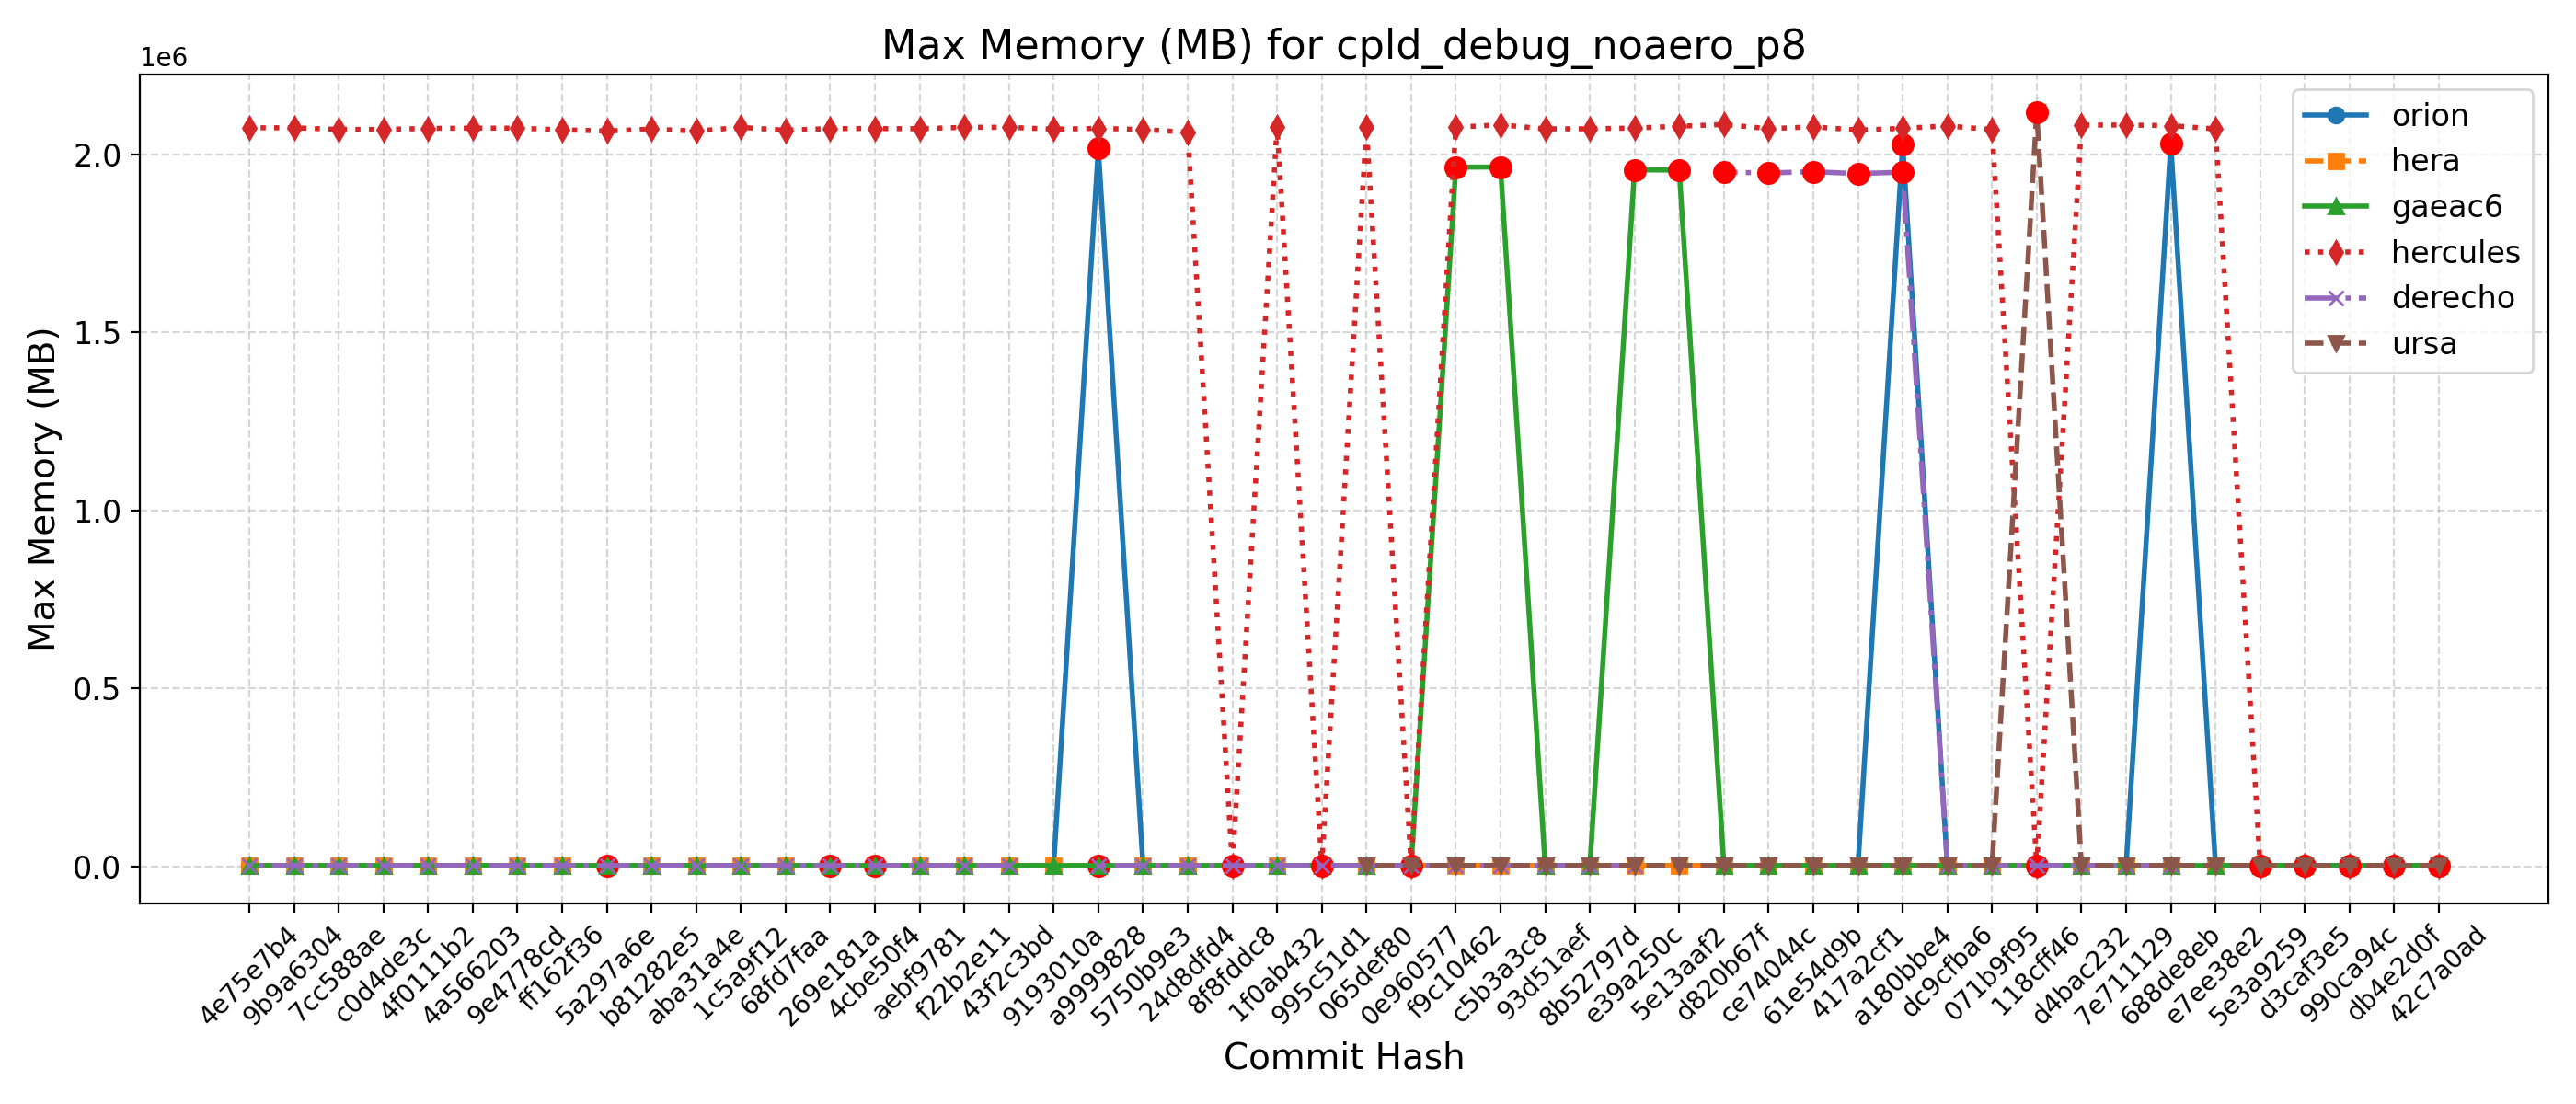 Max Memory (MB) for cpld_debug_noaero_p8
1e6
2.0
1.5
1.0
0.5
0.0
Max Memory (MB)
orion
hera
gaeac6
hercules
derecho
ursa
4e75e7b4
9b9a6304
7cc588ae
c0d4de3c
4f0111b2
4a566203
9e4778cd
ff162f36
5a297a6e
b81282e5
aba31a4e
1c5a9f12
68fd7faa
269e181a
4cbe50f4
aebf9781
f22b2e11
43f2c3bd
9193010a
a9999828
5750b9e3
24d8dfd4
8f8fddc8
1f0ab432
995c51d1
065def80
0e960577
f9c10462
c5b3a3c8
93d51aef
8b52797d
e39a250c
5e13aaf2
d820b67f
ce74044c
61e54d9b
417a2cf1
a180bbe4
dc9cfba6
071b9f95
118cff46
d4bac232
7e711129
688de8eb
e7ee38e2
5e3a9259
d3caf3e5
990ca94c
db4e2d0f
42c7a0ad
Commit Hash